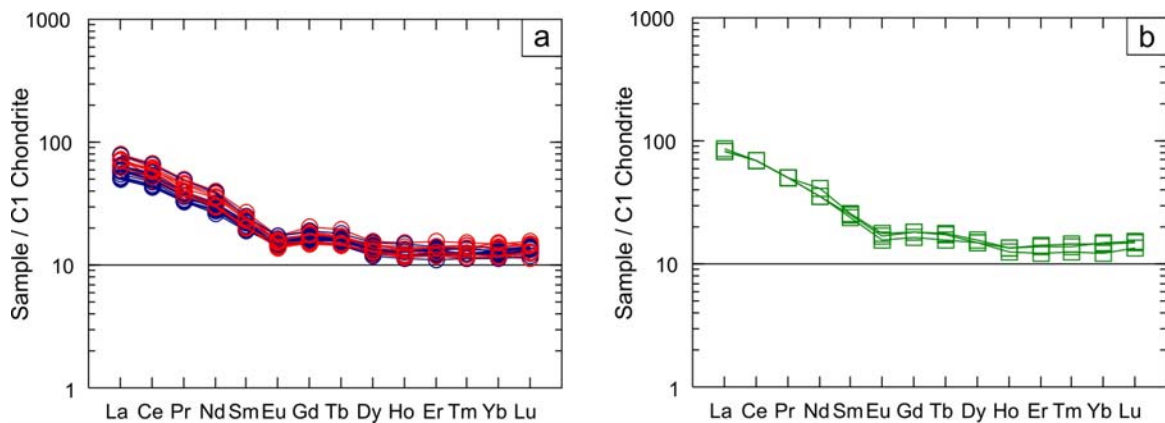 a
1000
100
10
1
Sample / C1 Chondrite
La Ce Pr Nd Sm Eu Gd Tb Dy Ho Er Tm Yb Lu
b
1000
100
10
1
Sample / C1 Chondrite
La Ce Pr Nd Sm Eu Gd Tb Dy Ho Er Tm Yb Lu